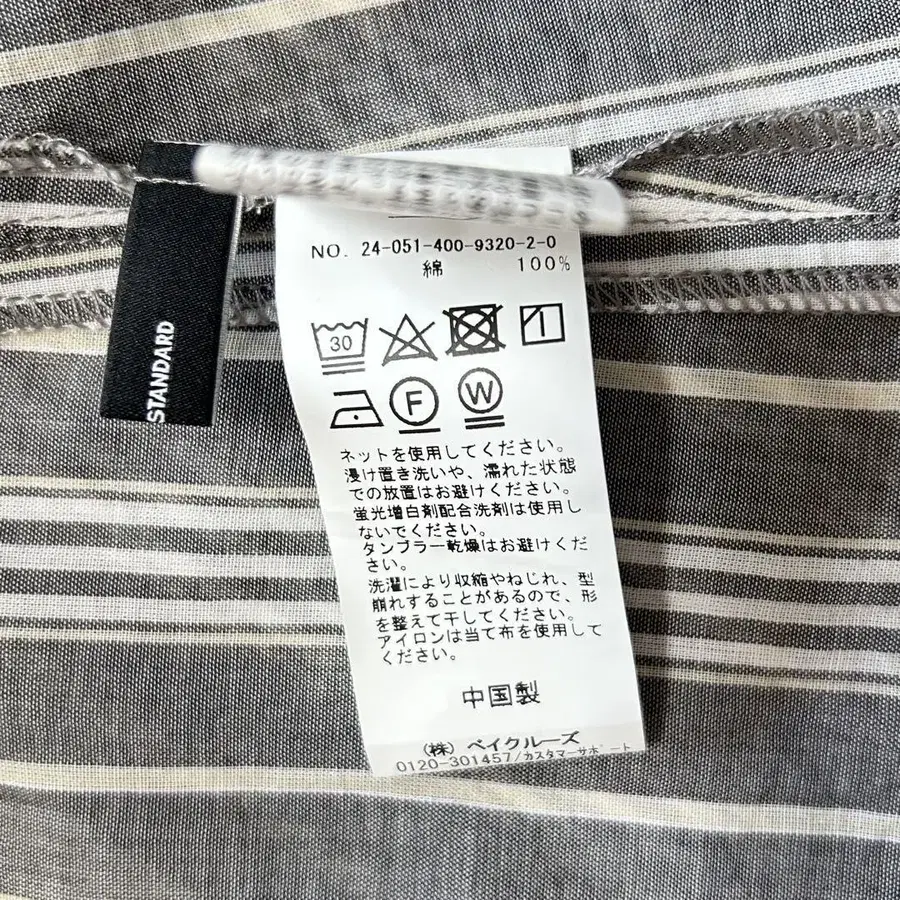 NO. 24-051-400-9320-2-0
綿 100%
30
F W
STANDARD
ネットを使用してください。
浸け置き洗いや、濡れた状態
での放置はお避けください。
蛍光増白剤配合洗剤は使用し
ないでください。
タンブラー乾燥はお避けくだ
さい。
洗濯により収縮やねじれ、型
崩れすることがあるので、形
を整えて干してください。
アイロンは当て布を使用して
ください。
中国製
(株) ベイクルーズ
0120-301457/カスタマーサポート